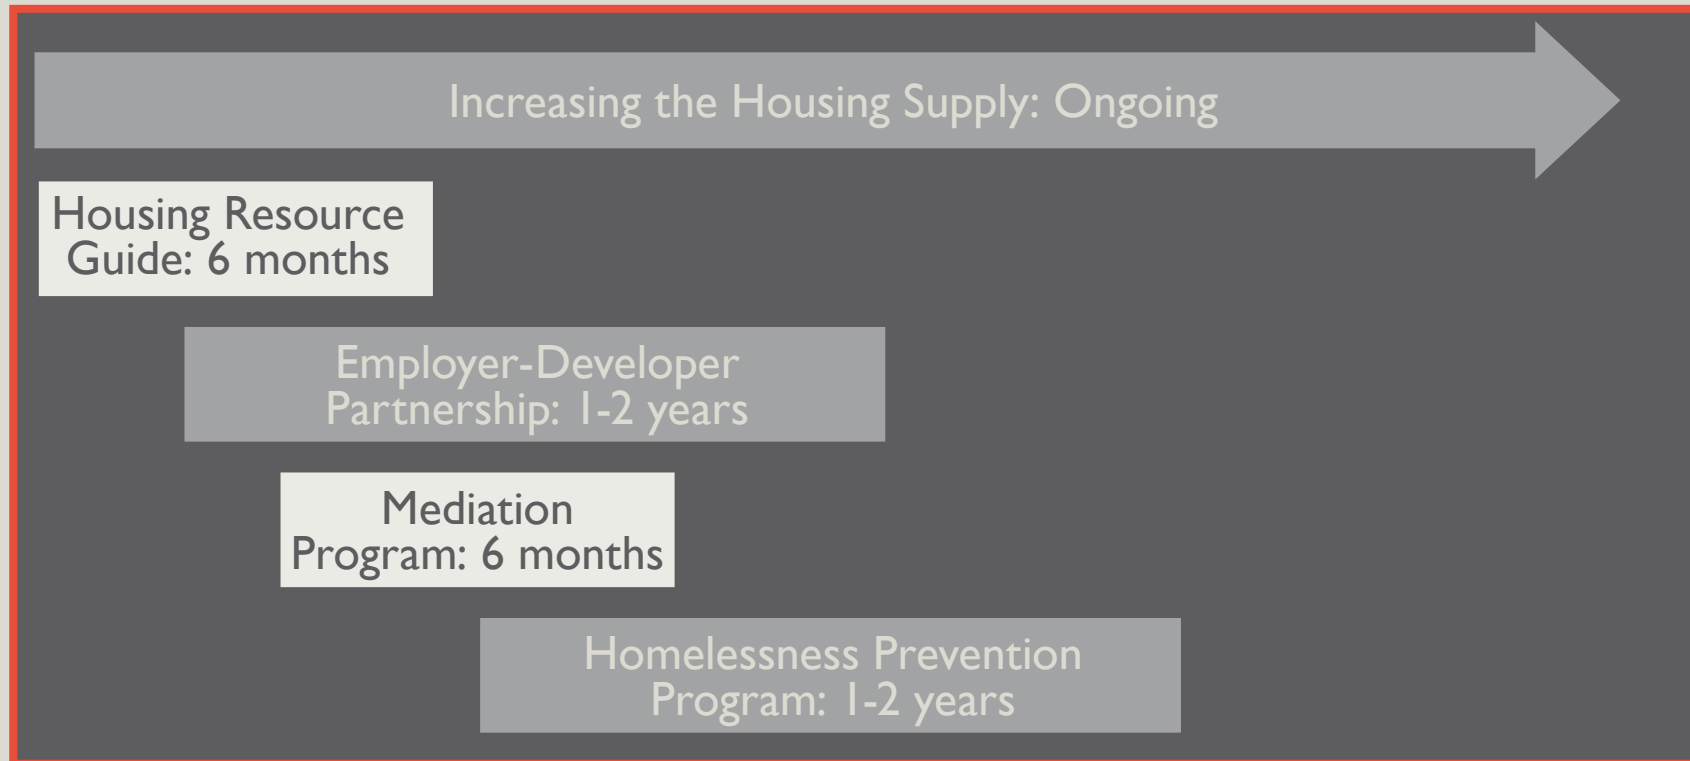 Increasing the Housing Supply: Ongoing
Housing Resource
Guide: 6 months
Employer-Developer
Partnership: 1-2 years
Mediation
Program: 6 months
Homelessness Prevention
Program: 1-2 years